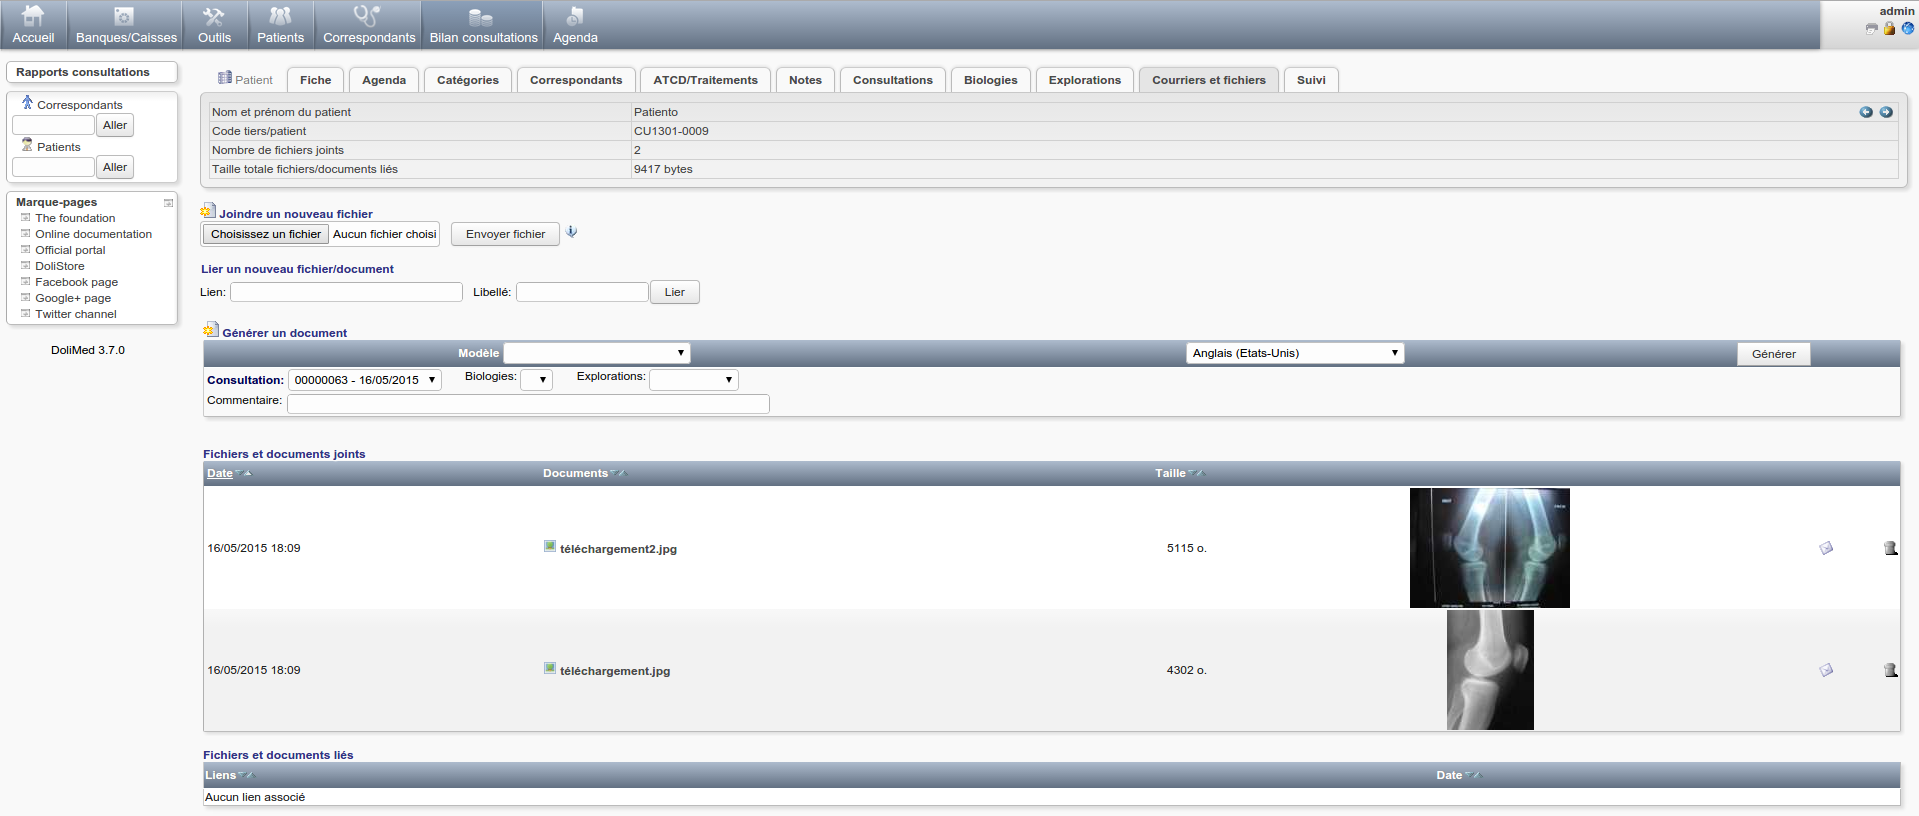 Accueil Banques/Caisses Outils Patients Correspondants Bilan consultations Agenda
admin
Rapports consultations
Correspondants
Aller
Patients
Aller
Marque-pages
The foundation
Online documentation
Official portal
DoliStore
Facebook page
Google+ page
Twitter channel
DoliMed 3.7.0
Patient Fiche Agenda Catégories Correspondants ATCD/Traitements Notes Consultations Biologies Explorations Courriers et fichiers Suivi
Nom et prénom du patient Patiento
Code tiers/patient CU1301-0009
Nombre de fichiers joints 2
Taille totale fichiers/documents liés 9417 bytes
Joindre un nouveau fichier
Choisissez un fichier Aucun fichier choisi Envoyer fichier
Lier un nouveau fichier/document
Lien: Libellé: Lier
Générer un document
Modèle Anglais (Etats-Unis) Générer
Consultation: 00000063 - 16/05/2015 Biologies: Explorations:
Commentaire:
Fichiers et documents joints
Date Documents Taille
16/05/2015 18:09 téléchargement2.jpg 5115 o.
16/05/2015 18:09 téléchargement.jpg 4302 o.
Fichiers et documents liés
Liens Date
Aucun lien associé